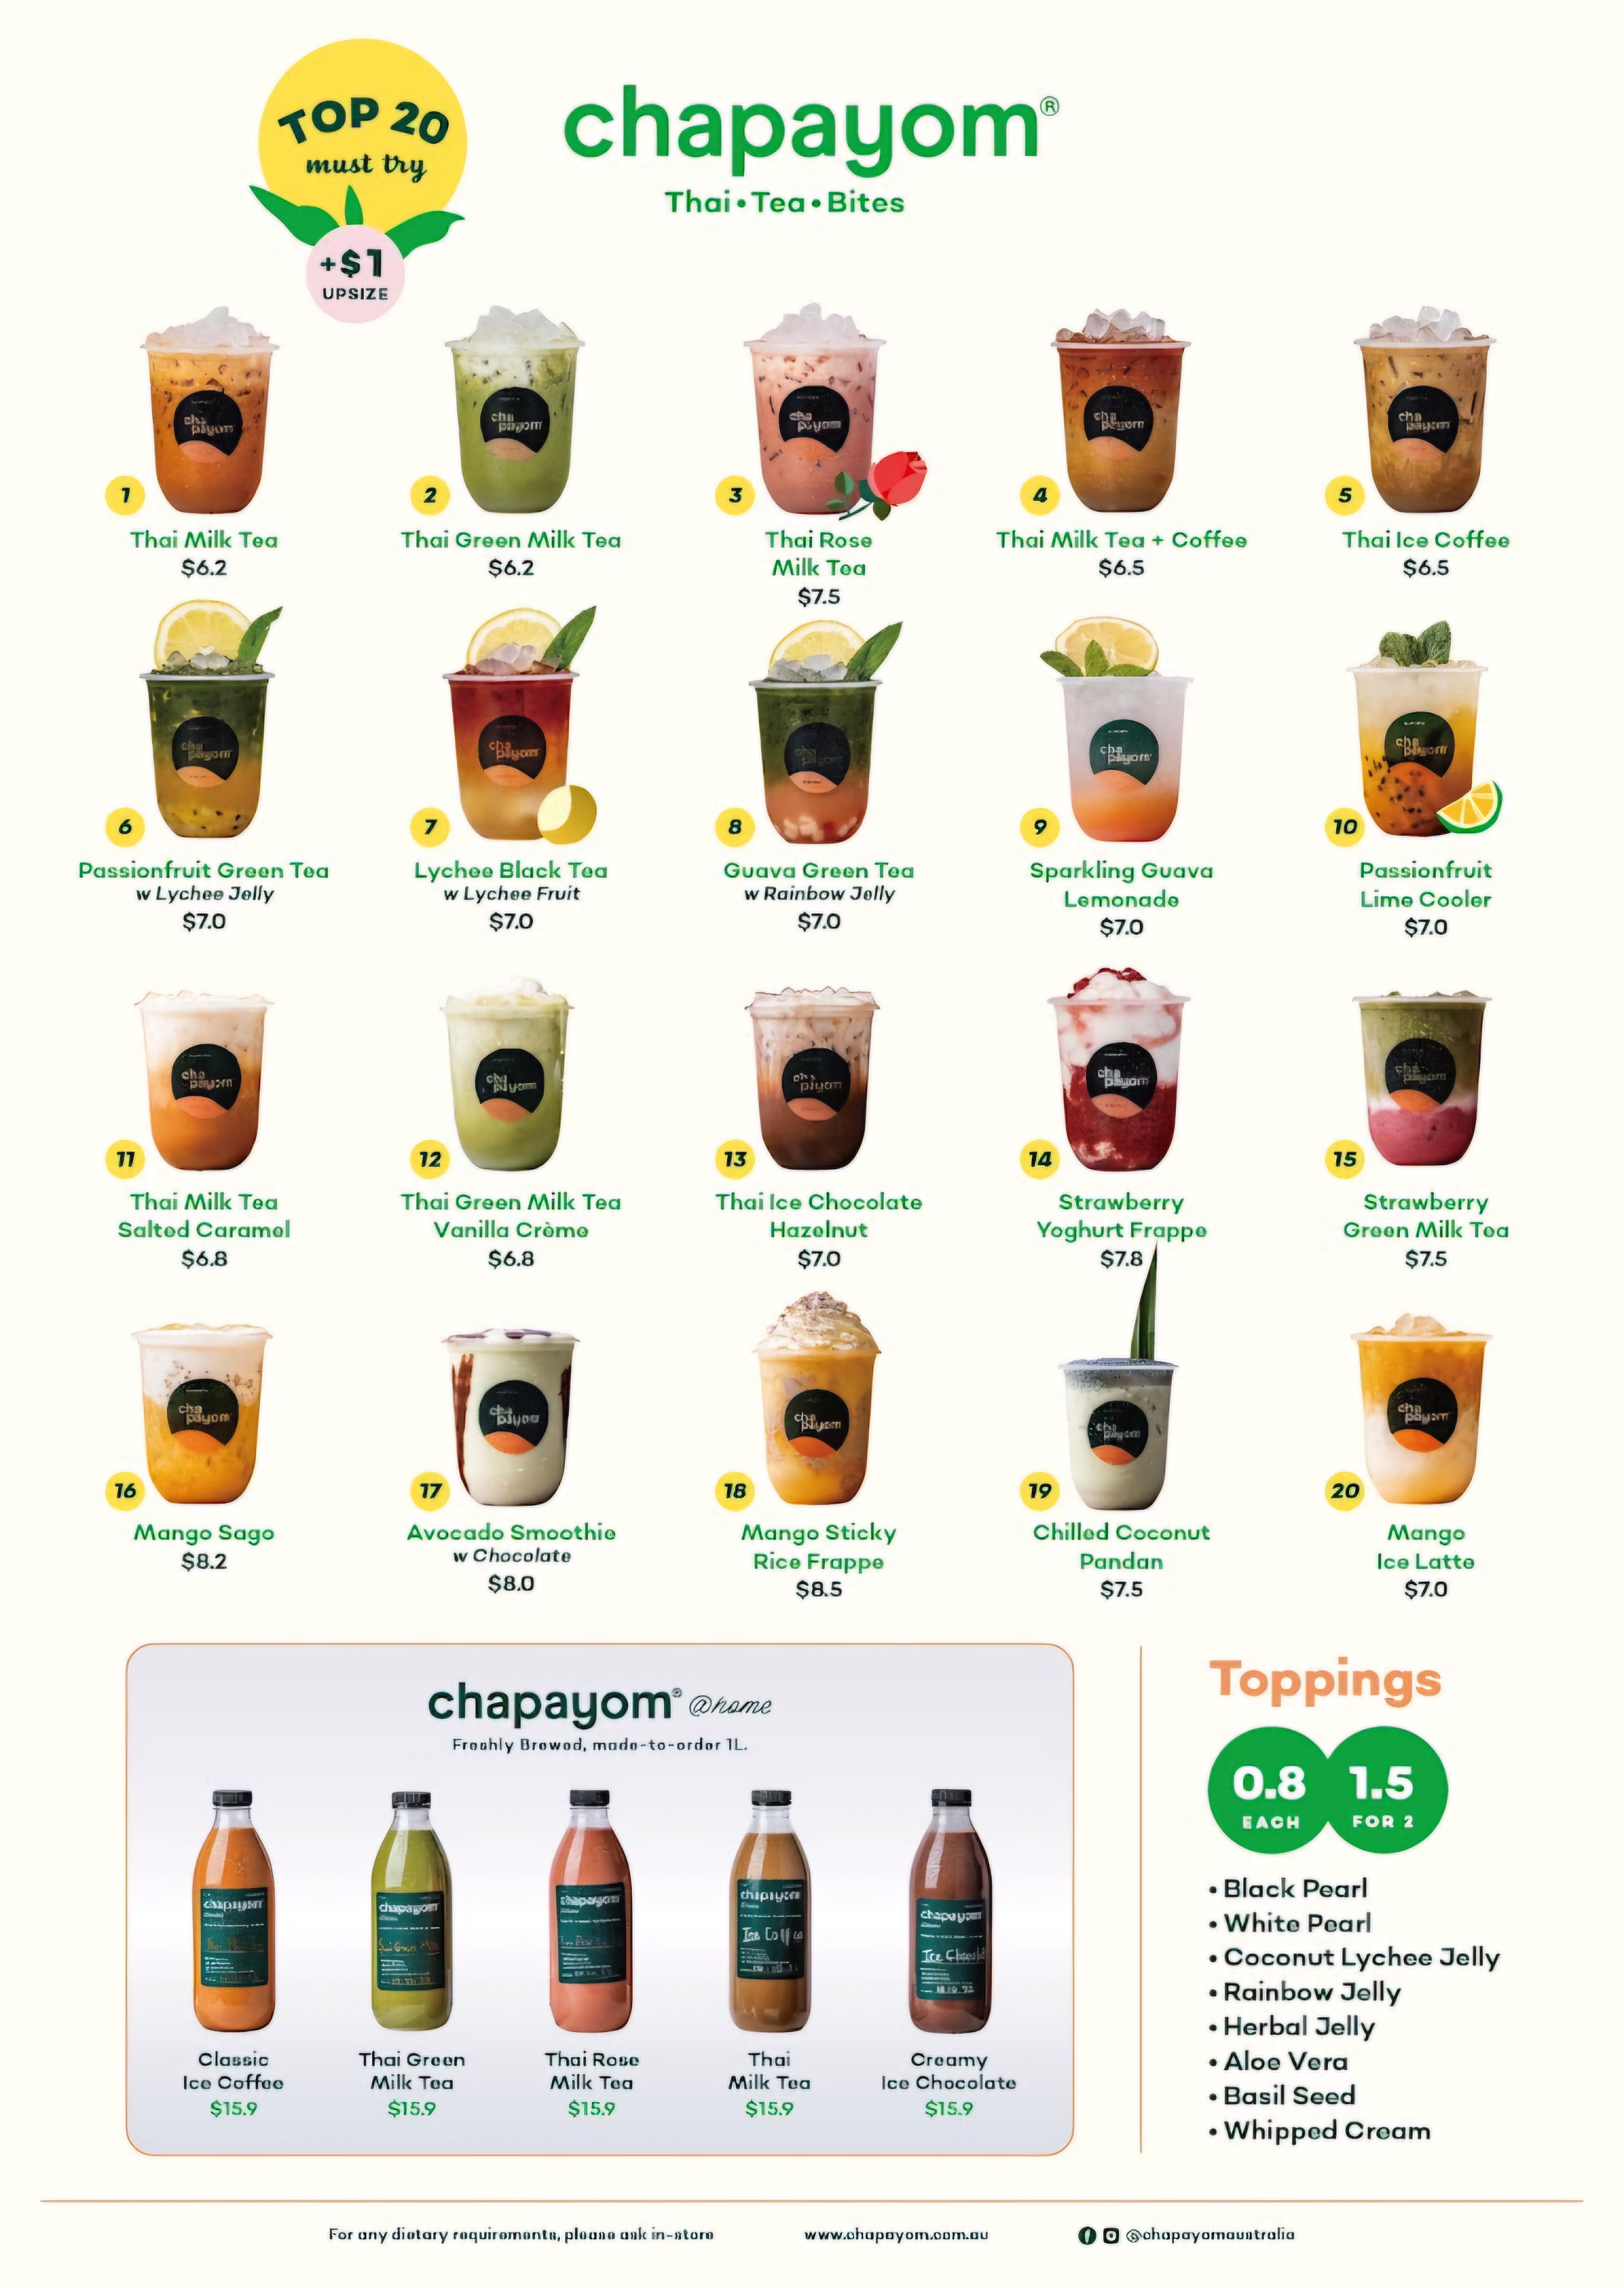 TOP 20
must try
+$1
UPSIZE
chapayom®
Thai • Tea • Bites
1
Thai Milk Tea
$6.2
2
Thai Green Milk Tea
$6.2
3
Thai Rose
Milk Tea
$7.5
4
Thai Milk Tea + Coffee
$6.5
5
Thai Ice Coffee
$6.5
6
Passionfruit Green Tea
w Lychee Jelly
$7.0
7
Lychee Black Tea
w Lychee Fruit
$7.0
8
Guava Green Tea
w Rainbow Jelly
$7.0
9
Sparkling Guava
Lemonade
$7.0
10
Passionfruit
Lime Cooler
$7.0
11
Thai Milk Tea
Salted Caramel
$6.8
12
Thai Green Milk Tea
Vanilla Crème
$6.8
13
Thai Ice Chocolate
Hazelnut
$7.0
14
Strawberry
Yoghurt Frappe
$7.8
15
Strawberry
Green Milk Tea
$7.5
16
Mango Sago
$8.2
17
Avocado Smoothie
w Chocolate
$8.0
18
Mango Sticky
Rice Frappe
$8.5
19
Chilled Coconut
Pandan
$7.5
20
Mango
Ice Latte
$7.0
chapayom® @home
Freshly Brewed, made-to-order 1L.
Classic
Ice Coffee
$15.9
Thai Green
Milk Tea
$15.9
Thai Rose
Milk Tea
$15.9
Thai
Milk Tea
$15.9
Creamy
Ice Chocolate
$15.9
Toppings
0.8
EACH
1.5
FOR 2
• Black Pearl
• White Pearl
• Coconut Lychee Jelly
• Rainbow Jelly
• Herbal Jelly
• Aloe Vera
• Basil Seed
• Whipped Cream
For any dietary requirements, please ask in-store
www.chapayom.com.au
@chapayomaustralia